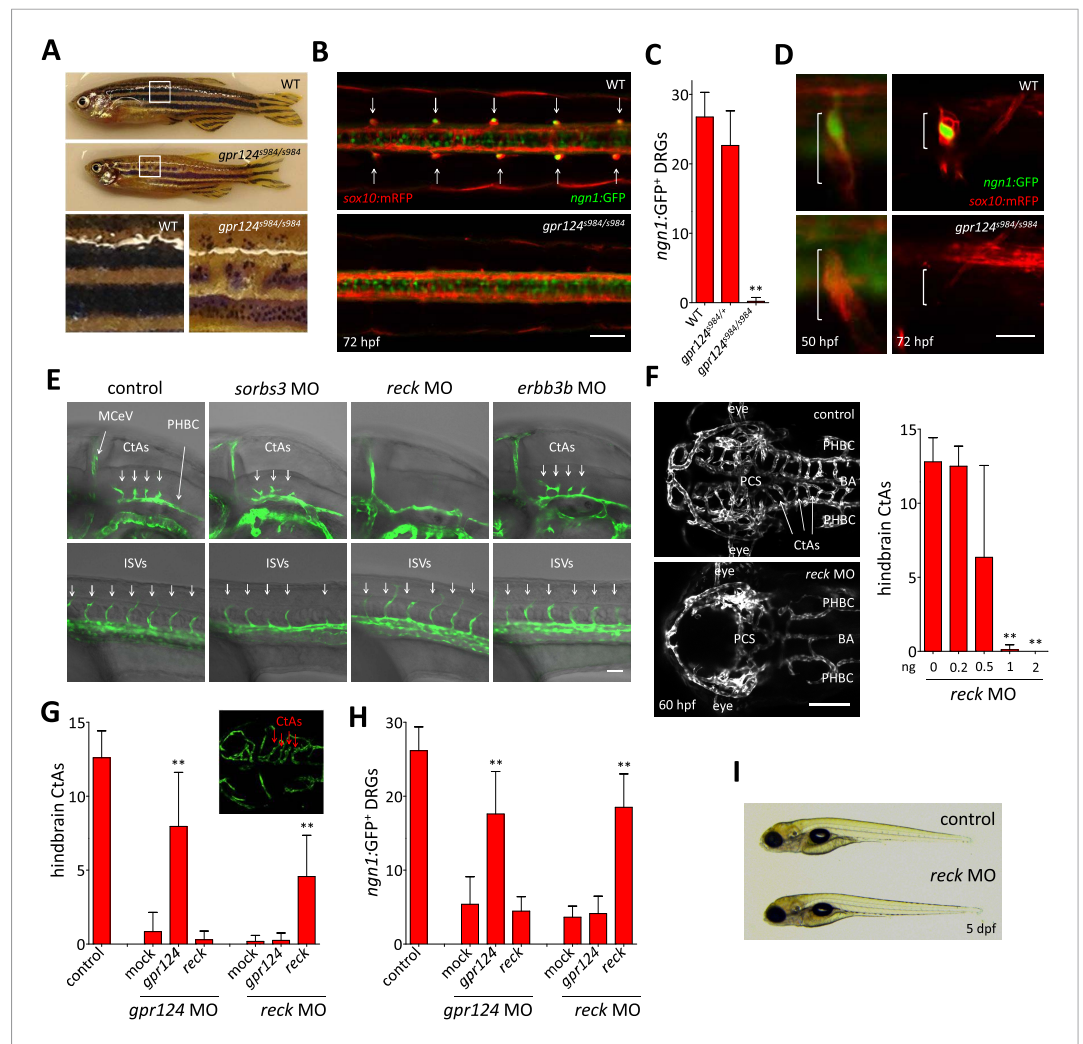 A
WT
gpr124s984/s984
WT
gpr124s984/s984
B
WT
sox10:mRFP
ngn1:GFP
gpr124s984/s984
72 hpf
C
ngn1:GFP+ DRGs
30
20
10
0
**
WT
gpr124s984/+
gpr124s984/s984
D
WT
ngn1:GFP
sox10:mRFP
gpr124s984/s984
50 hpf
72 hpf
E
control
sorbs3 MO
reck MO
erbb3b MO
MCeV
PHBC
CtAs
CtAs
CtAs
ISVs
ISVs
ISVs
ISVs
F
eye
control
PHBC
PCS
BA
PHBC
CtAs
eye
eye
reck MO
PHBC
PCS
BA
PHBC
60 hpf
eye
hindbrain CtAs
15
10
5
0
**
**
ng
0
0.2
0.5
1
2
reck MO
G
hindbrain CtAs
15
10
5
0
CtAs
**
**
control
mock
gpr124
reck
mock
gpr124
reck
gpr124 MO
reck MO
H
ngn1:GFP+ DRGs
30
20
10
0
**
**
control
mock
gpr124
reck
mock
gpr124
reck
gpr124 MO
reck MO
I
control
reck MO
5 dpf